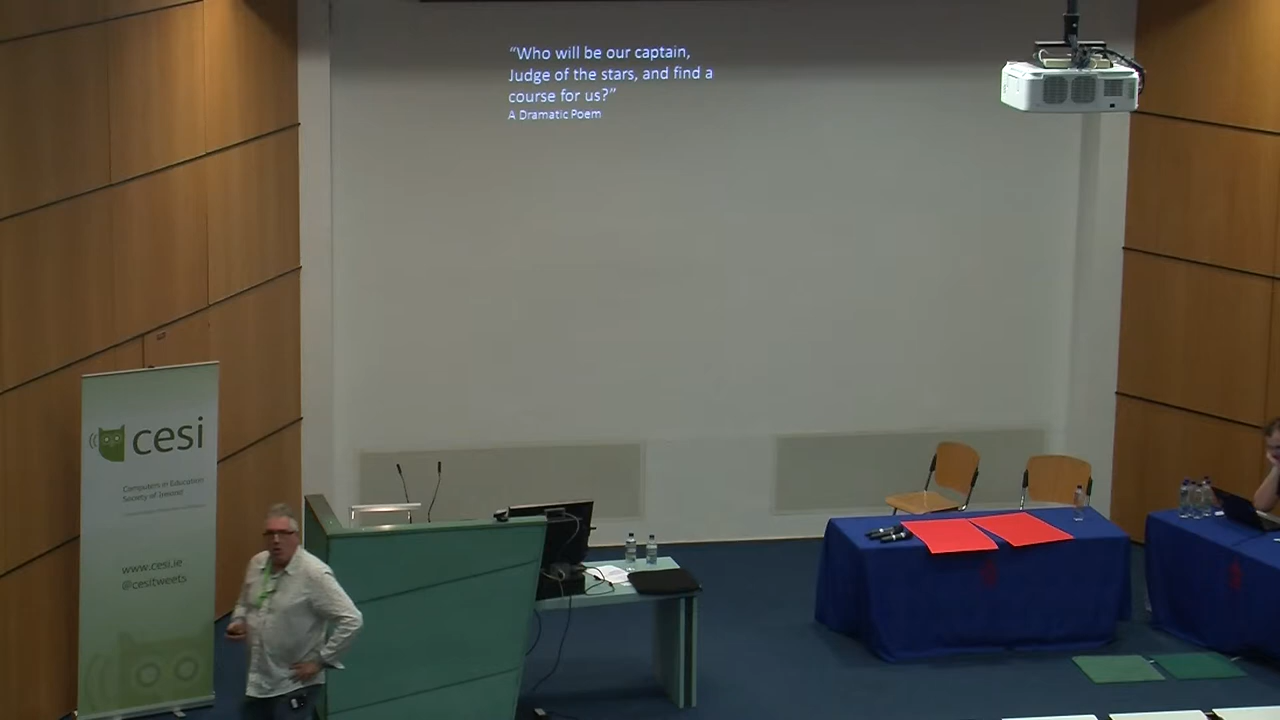 “Who will be our captain,
Judge of the stars, and find a
course for us?”
A Dramatic Poem
cesi
Computers in Education
Society of Ireland
www.cesi.ie
@cesitweets